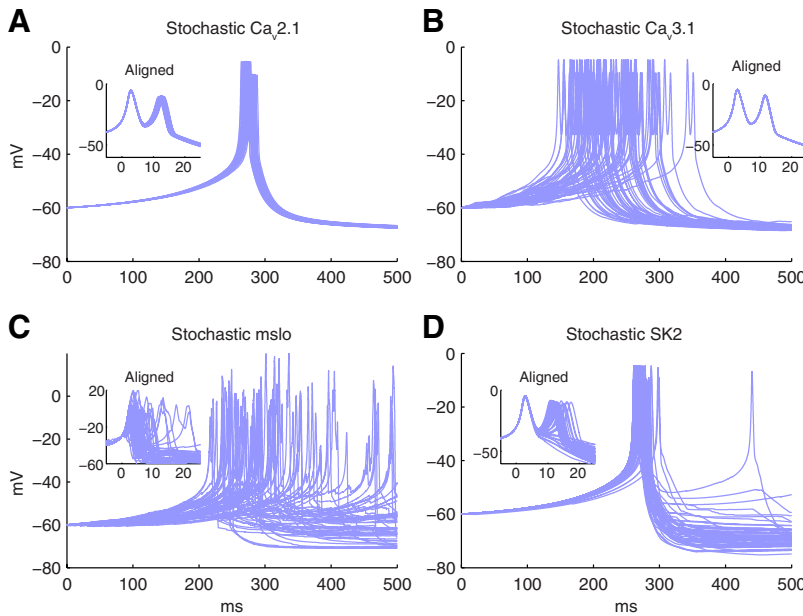 A
Stochastic Cav2.1
0
−20
−40
−60
−80
mV
Aligned
0
−50
0 10 20
0 100 200 300 400 500
B
Stochastic Cav3.1
0
−20
−40
−60
−80
Aligned
0
−50
0 10 20
0 100 200 300 400 500
C
Stochastic mslo
0
−20
−40
−60
−80
mV
Aligned
20
0
−20
−40
−60
0 10 20
0 100 200 300 400 500
ms
D
Stochastic SK2
0
−20
−40
−60
−80
Aligned
0
−50
0 10 20
0 100 200 300 400 500
ms